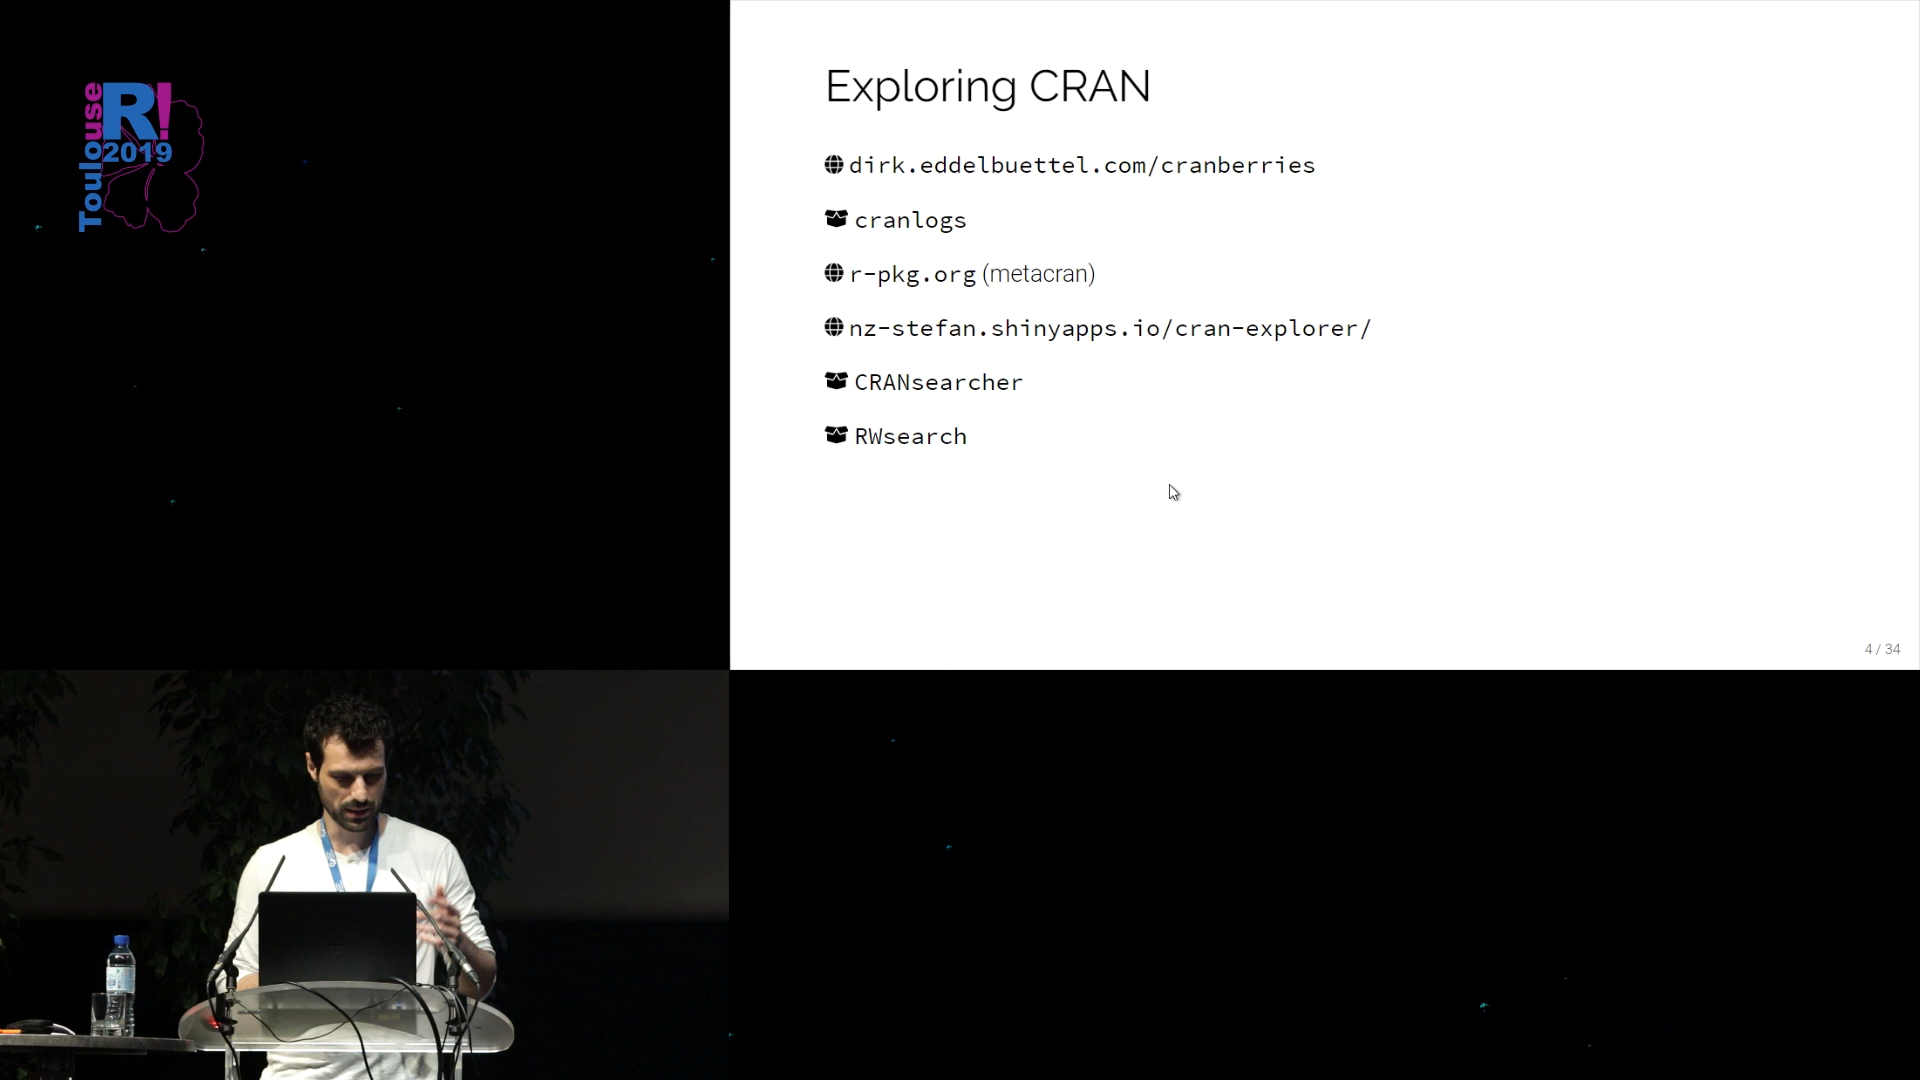 Toulouse
R!
2019
Exploring CRAN
dirk.eddelbuettel.com/cranberries
cranlogs
r-pkg.org (metacran)
nz-stefan.shinyapps.io/cran-explorer/
CRANsearcher
RWsearch
4 / 34